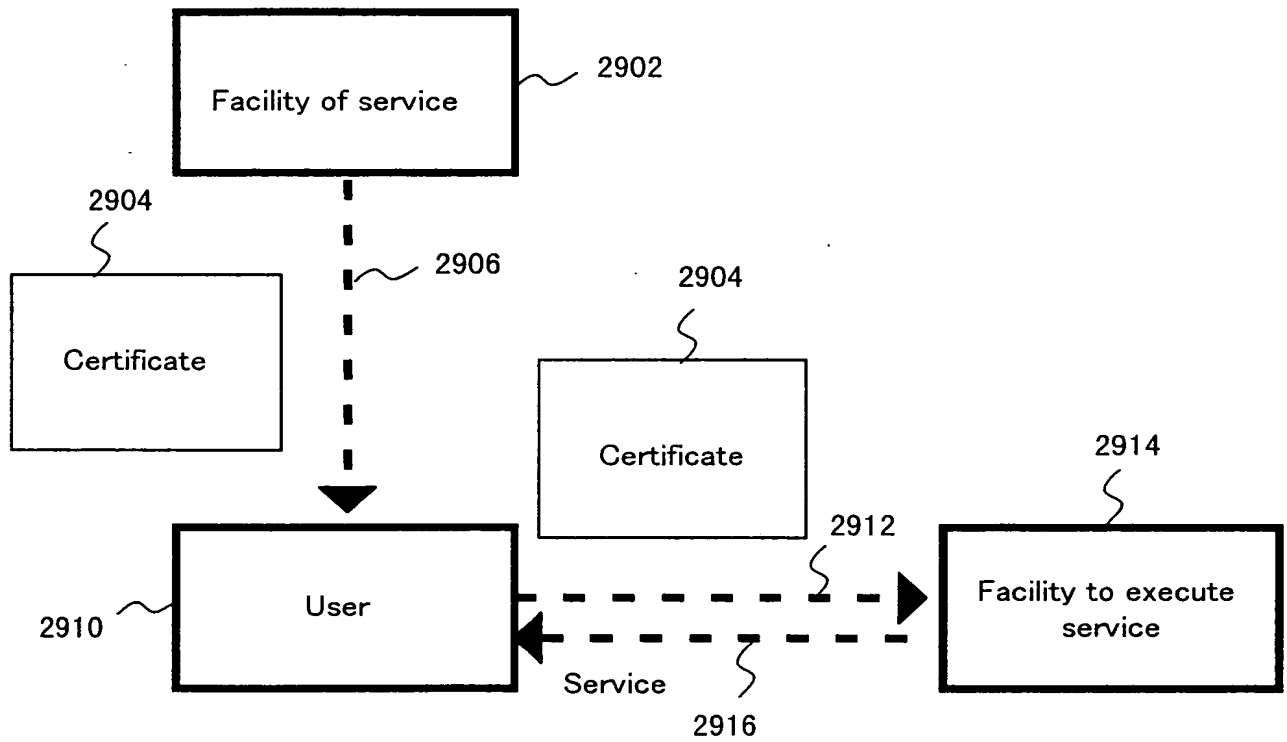 2902
Facility of service
2904
2906
Certificate
2904
Certificate
2914
2912
User
Facility to execute
service
2910
Service
2916